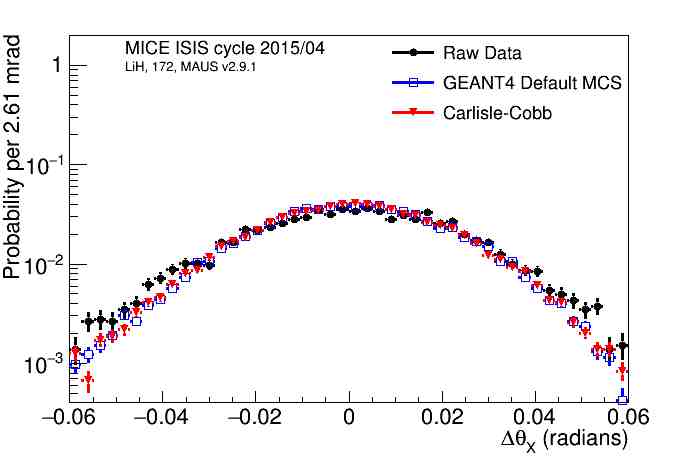 MICE ISIS cycle 2015/04
LiH, 172, MAUS v2.9.1
Raw Data
GEANT4 Default MCS
Carlisle-Cobb
Probability per 2.61 mrad
1
10⁻¹
10⁻²
10⁻³
−0.06 −0.04 −0.02 0 0.02 0.04 0.06
Δθ_X (radians)